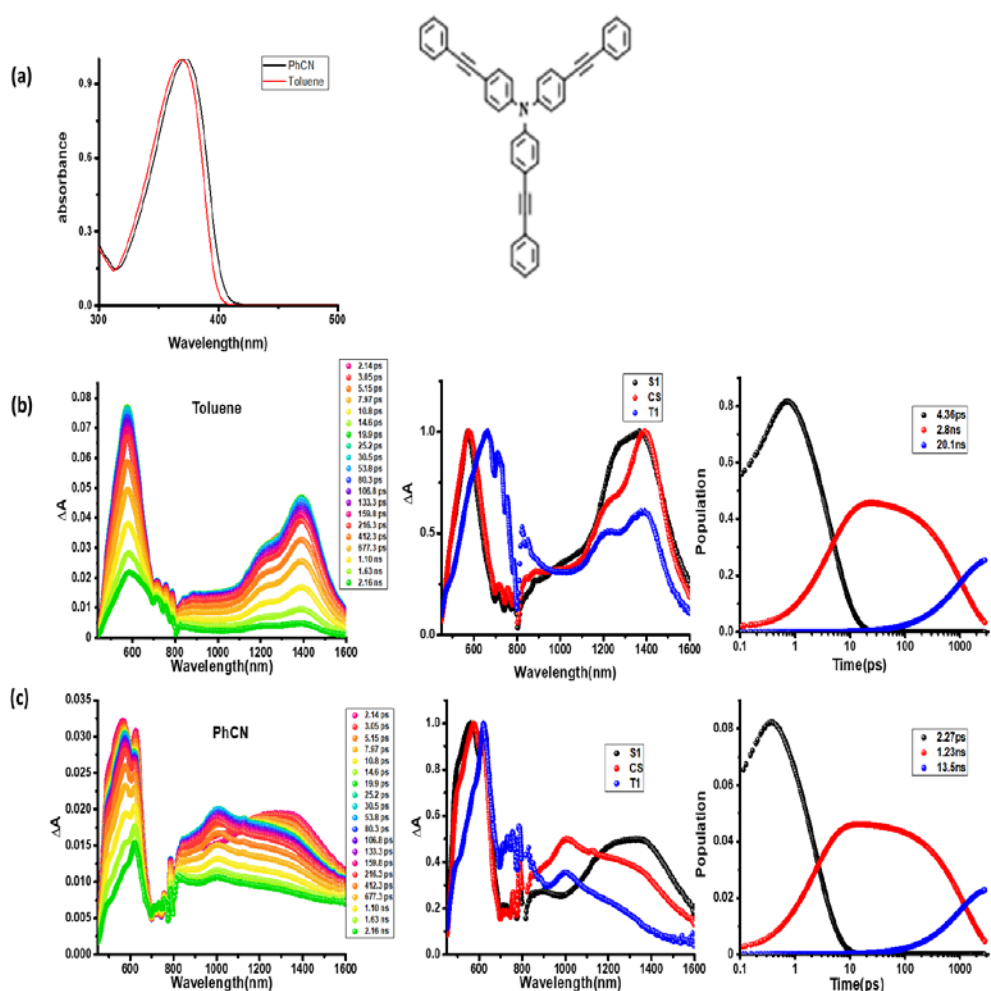 (a)
PhCN
Toluene
absorbance
0.9
0.6
0.3
0.0
300
400
500
Wavelength(nm)
N
(b)
Toluene
ΔA
0.08
0.07
0.06
0.05
0.04
0.03
0.02
0.01
0
600 800 1000 1200 1400 1600
Wavelength(nm)
2.14 ps
3.05 ps
5.15 ps
7.97 ps
10.8 ps
14.6 ps
19.9 ps
25.2 ps
30.5 ps
53.8 ps
80.3 ps
106.8 ps
133.3 ps
159.8 ps
216.3 ps
412.3 ps
677.3 ps
1.10 ns
1.63 ns
2.16 ns
S1
CS
T1
ΔA
1.0
0.5
0.0
600 800 1000 1200 1400 1600
Wavelength(nm)
4.36ps
2.8ns
20.1ns
Population
0.8
0.6
0.4
0.2
0.0
0.1 1 10 100 1000
Time(ps)
(c)
PhCN
ΔA
0.035
0.030
0.025
0.020
0.015
0.010
0.005
0.000
600 800 1000 1200 1400 1600
Wavelength(nm)
2.14 ps
3.05 ps
5.15 ps
7.97 ps
10.8 ps
14.6 ps
19.9 ps
25.2 ps
30.5 ps
53.8 ps
80.3 ps
106.8 ps
133.3 ps
159.8 ps
216.3 ps
412.3 ps
677.3 ps
1.10 ns
1.63 ns
2.16 ns
S1
CS
T1
ΔA
1.0
0.8
0.6
0.4
0.2
0.0
600 800 1000 1200 1400 1600
Wavelength(nm)
2.27ps
1.23ns
13.5ns
Population
0.08
0.06
0.04
0.02
0.00
0.1 1 10 100 1000
Time(ps)